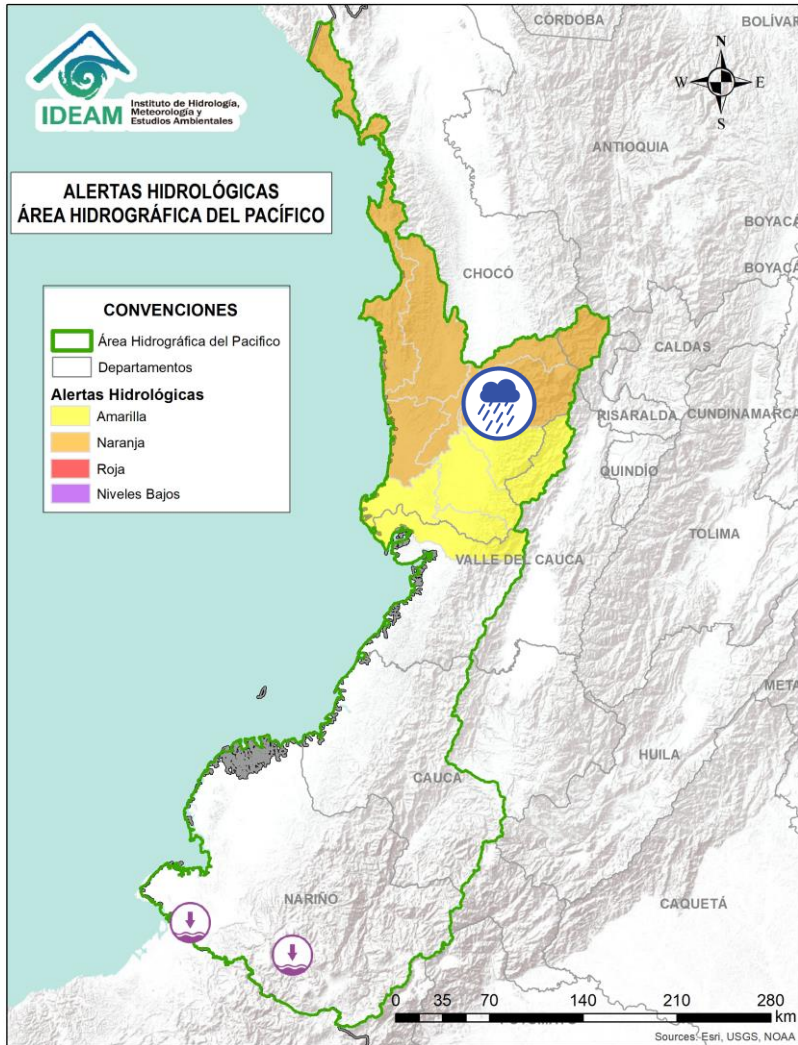 CÓRDOBA
BOLÍVAR
N
W
E
S
IDEAM
Instituto de Hidrología,
Meteorología y
Estudios Ambientales
ANTIOQUIA
ALERTAS HIDROLÓGICAS
ÁREA HIDROGRÁFICA DEL PACÍFICO
BOYACÁ
BOYACÁ
CHOCÓ
CONVENCIONES
Área Hidrográfica del Pacifico
Departamentos
Alertas Hidrológicas
Amarilla
Naranja
Roja
Niveles Bajos
CALDAS
RISARALDA
CUNDINAMARCA
QUINDÍO
TOLIMA
VALLE DEL CAUCA
META
HUILA
CAUCA
NARIÑO
CAQUETÁ
0 35 70 140 210 280
km
Sources: Esri, USGS, NOAA